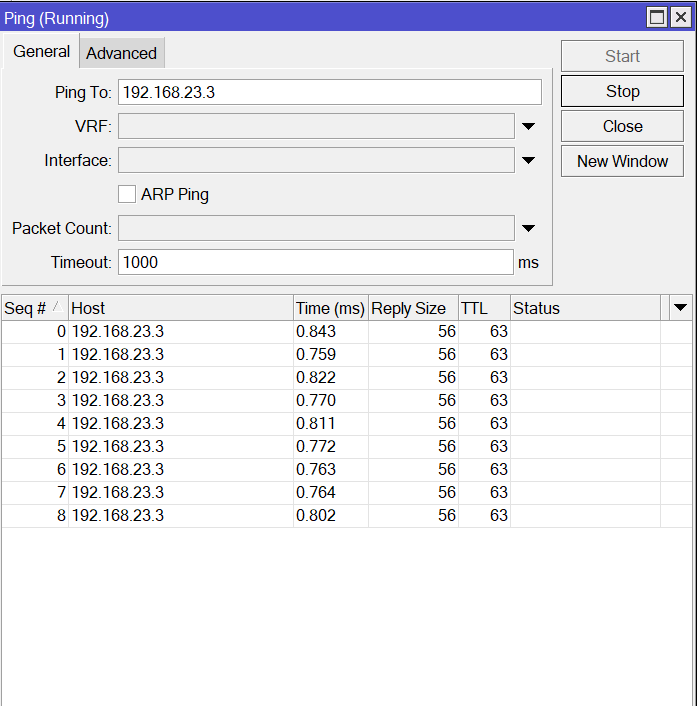 Ping (Running)
General Advanced
Start
Ping To: 192.168.23.3
Stop
VRF:
Close
Interface:
New Window
ARP Ping
Packet Count:
Timeout: 1000 ms
Seq # Host Time (ms) Reply Size TTL Status
0 192.168.23.3 0.843 56 63
1 192.168.23.3 0.759 56 63
2 192.168.23.3 0.822 56 63
3 192.168.23.3 0.770 56 63
4 192.168.23.3 0.811 56 63
5 192.168.23.3 0.772 56 63
6 192.168.23.3 0.763 56 63
7 192.168.23.3 0.764 56 63
8 192.168.23.3 0.802 56 63